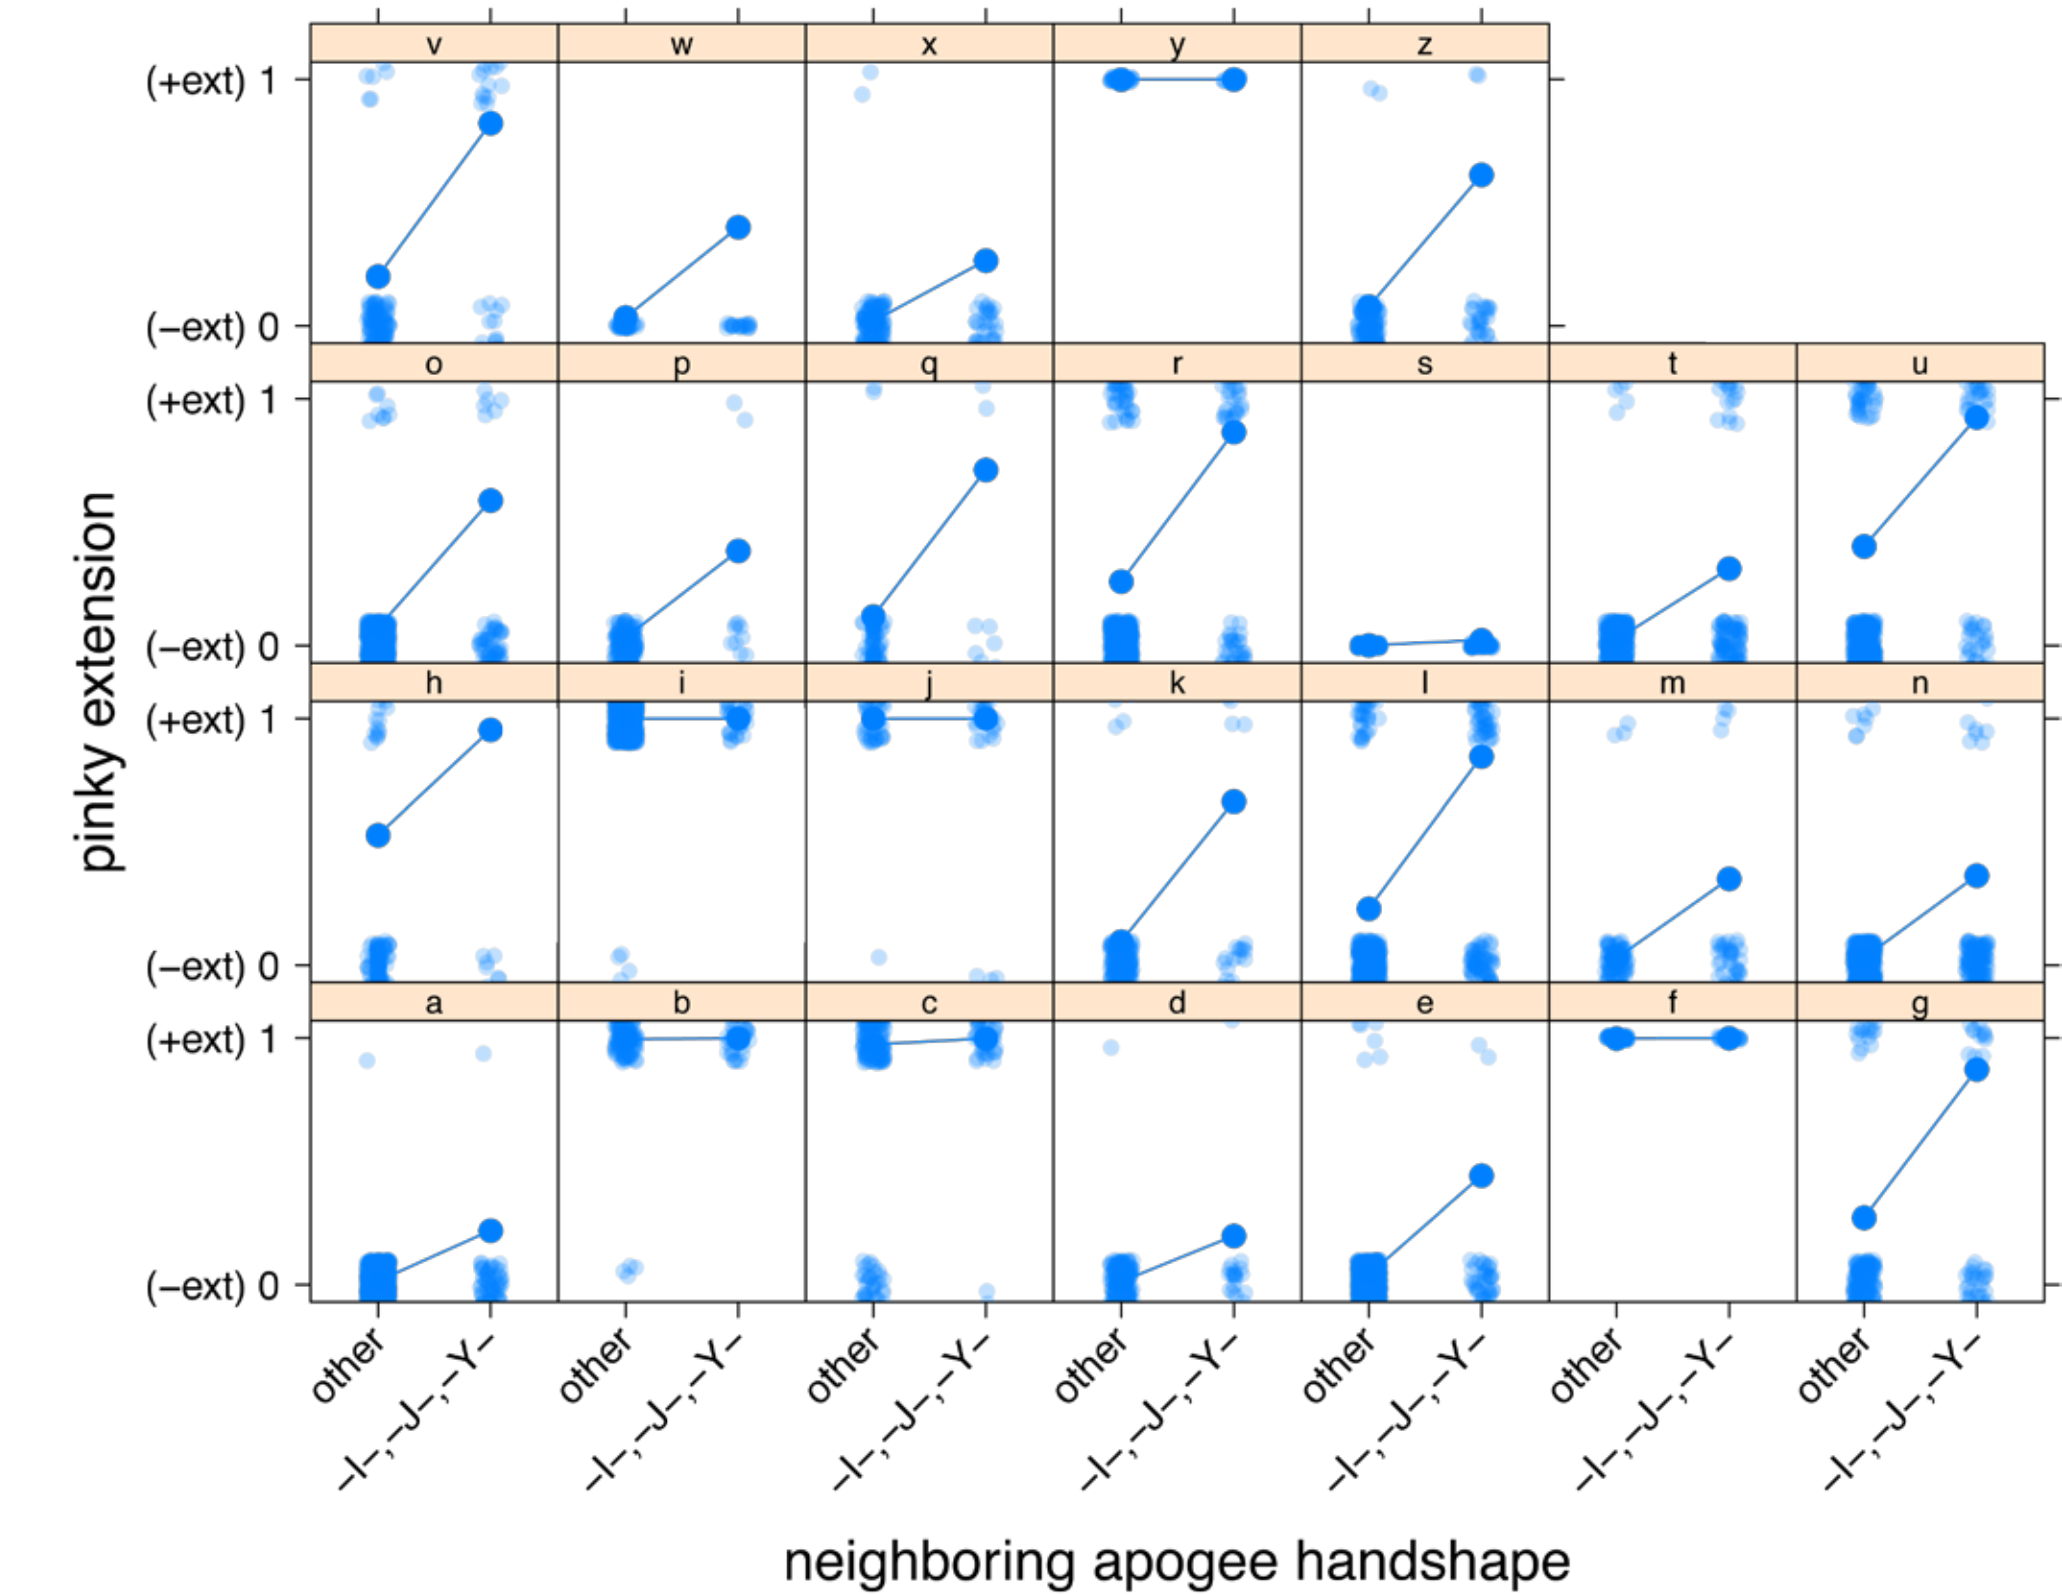 v w x y z
(+ext) 1
(−ext) 0
o p q r s t u
(+ext) 1
(−ext) 0
h i j k l m n
(+ext) 1
(−ext) 0
a b c d e f g
(+ext) 1
(−ext) 0
pinky extension
other −I−,−J−,−Y− other −I−,−J−,−Y− other −I−,−J−,−Y− other −I−,−J−,−Y− other −I−,−J−,−Y− other −I−,−J−,−Y− other −I−,−J−,−Y−
neighboring apogee handshape